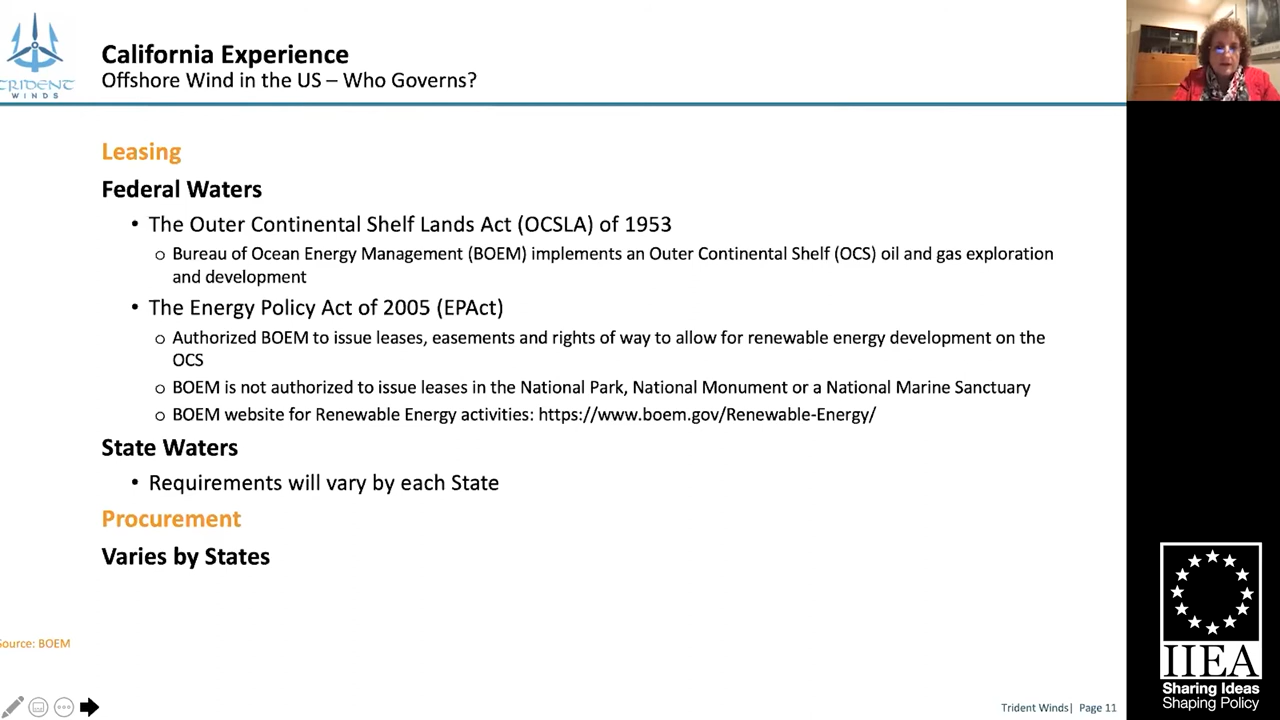 TRIDENT
WINDS
California Experience
Offshore Wind in the US – Who Governs?
Leasing
Federal Waters
• The Outer Continental Shelf Lands Act (OCSLA) of 1953
o Bureau of Ocean Energy Management (BOEM) implements an Outer Continental Shelf (OCS) oil and gas exploration
and development
• The Energy Policy Act of 2005 (EPAct)
o Authorized BOEM to issue leases, easements and rights of way to allow for renewable energy development on the
OCS
o BOEM is not authorized to issue leases in the National Park, National Monument or a National Marine Sanctuary
o BOEM website for Renewable Energy activities: https://www.boem.gov/Renewable-Energy/
State Waters
• Requirements will vary by each State
Procurement
Varies by States
Source: BOEM
Trident Winds| Page 11
IIEA
Sharing Ideas
Shaping Policy